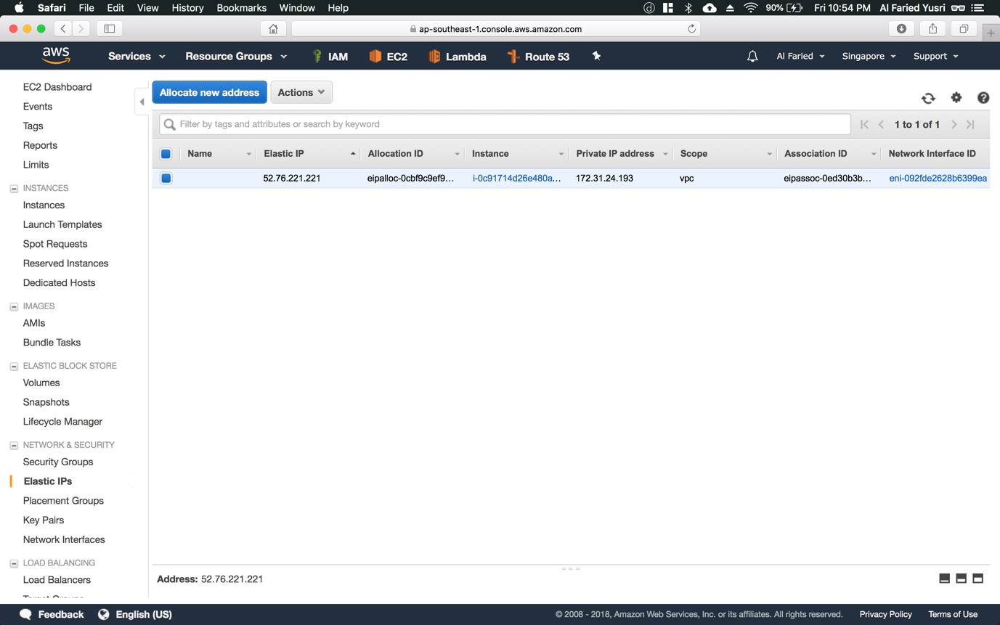 Safari File Edit View History Bookmarks Window Help 90% Fri 10:54 PM Al Faried Yusri
ap-southeast-1.console.aws.amazon.com
aws Services Resource Groups IAM EC2 Lambda Route 53 Al Faried Singapore Support
EC2 Dashboard
Events
Tags
Reports
Limits
INSTANCES
Instances
Launch Templates
Spot Requests
Reserved Instances
Dedicated Hosts
IMAGES
AMIs
Bundle Tasks
ELASTIC BLOCK STORE
Volumes
Snapshots
Lifecycle Manager
NETWORK & SECURITY
Security Groups
Elastic IPs
Placement Groups
Key Pairs
Network Interfaces
LOAD BALANCING
Load Balancers
Target Groups
Allocate new address Actions
Filter by tags and attributes or search by keyword 1 to 1 of 1
Name Elastic IP Allocation ID Instance Private IP address Scope Association ID Network Interface ID
52.76.221.221 eipalloc-0cbf9c9ef9... i-0c91714d26e480a... 172.31.24.193 vpc eipassoc-0ed30b3b... eni-092fde2628b6399ea
Address: 52.76.221.221
Feedback English (US) © 2008 - 2018, Amazon Web Services, Inc. or its affiliates. All rights reserved. Privacy Policy Terms of Use